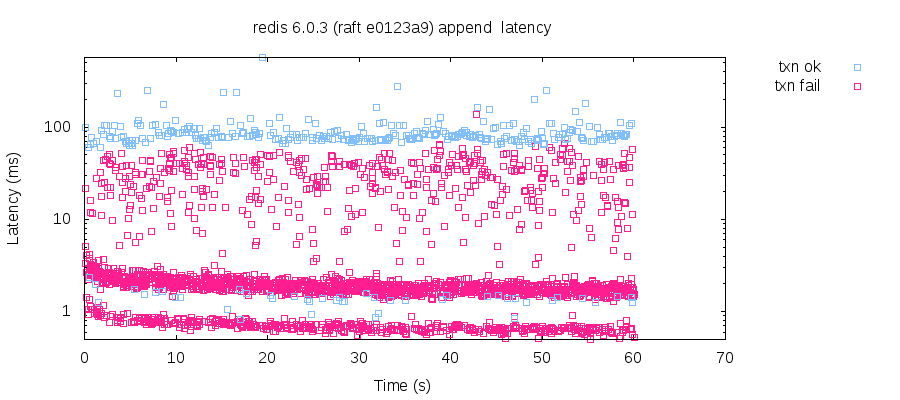 redis 6.0.3 (raft e0123a9) append  latency
txn ok
txn fail
Latency (ms)
100
10
1
0 10 20 30 40 50 60 70
Time (s)